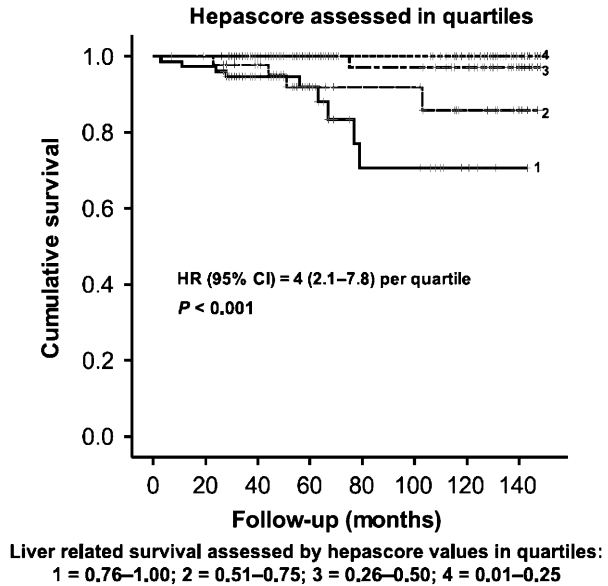 Hepascore assessed in quartiles
1.0
0.8
0.6
0.4
0.2
0.0
Cumulative survival
4
3
2
1
HR (95% CI) = 4 (2.1–7.8) per quartile
P < 0.001
0 20 40 60 80 100 120 140
Follow-up (months)
Liver related survival assessed by hepascore values in quartiles:
1 = 0.76–1.00; 2 = 0.51–0.75; 3 = 0.26–0.50; 4 = 0.01–0.25